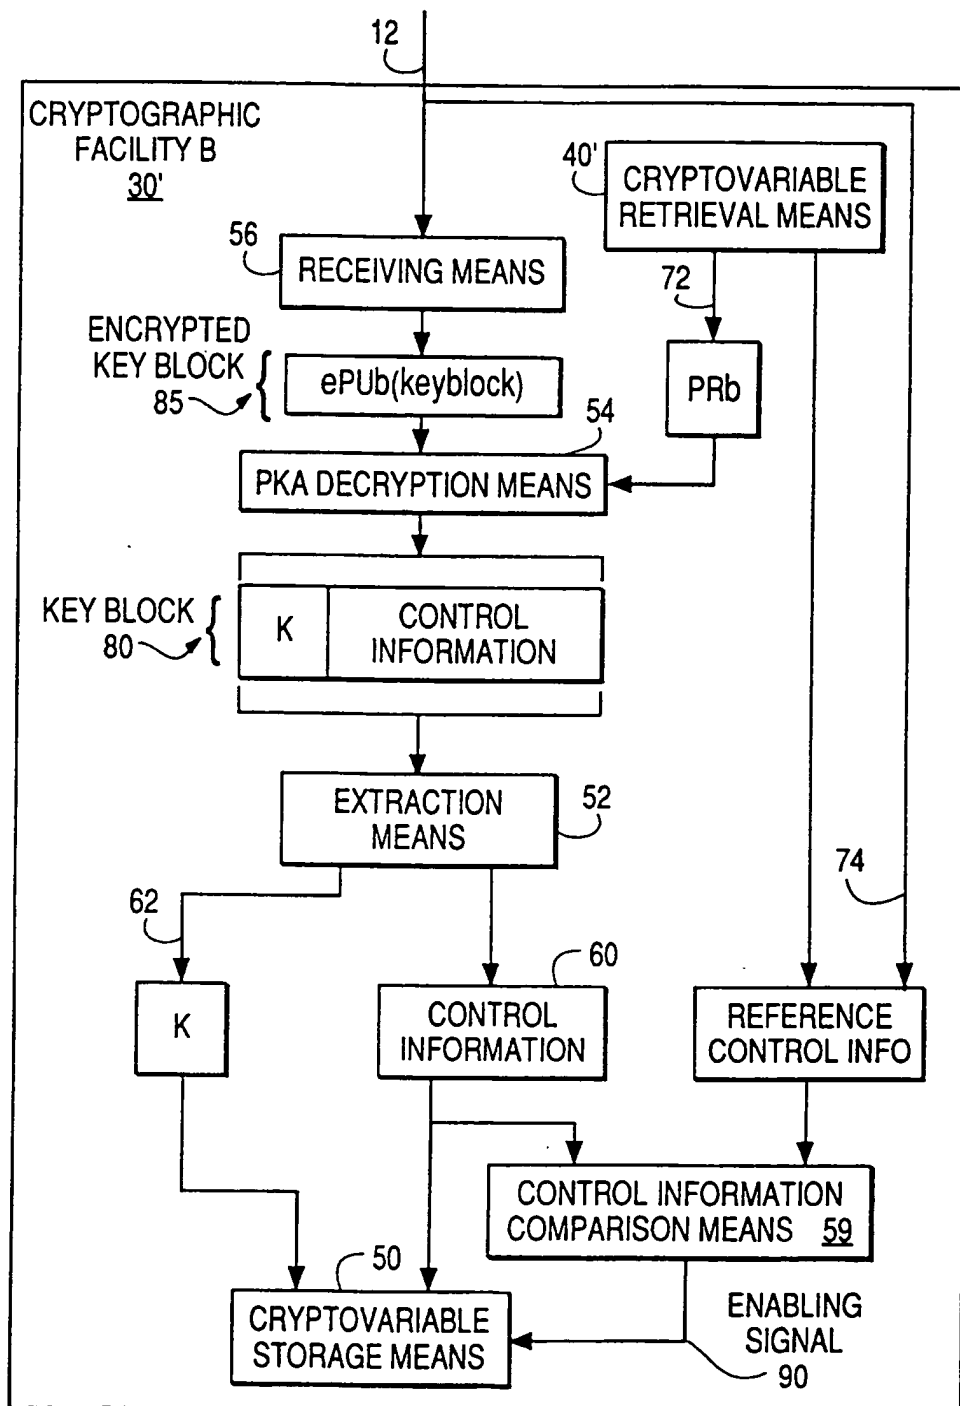 12
CRYPTOGRAPHIC
FACILITY B
30'
40'
CRYPTOVARIABLE
RETRIEVAL MEANS
56
RECEIVING MEANS
72
ENCRYPTED
KEY BLOCK
85
ePUb(keyblock)
PRb
54
PKA DECRYPTION MEANS
KEY BLOCK
80
K
CONTROL
INFORMATION
EXTRACTION
MEANS
52
62
74
60
K
CONTROL
INFORMATION
REFERENCE
CONTROL INFO
CONTROL INFORMATION
COMPARISON MEANS 59
50
CRYPTOVARIABLE
STORAGE MEANS
ENABLING
SIGNAL
90